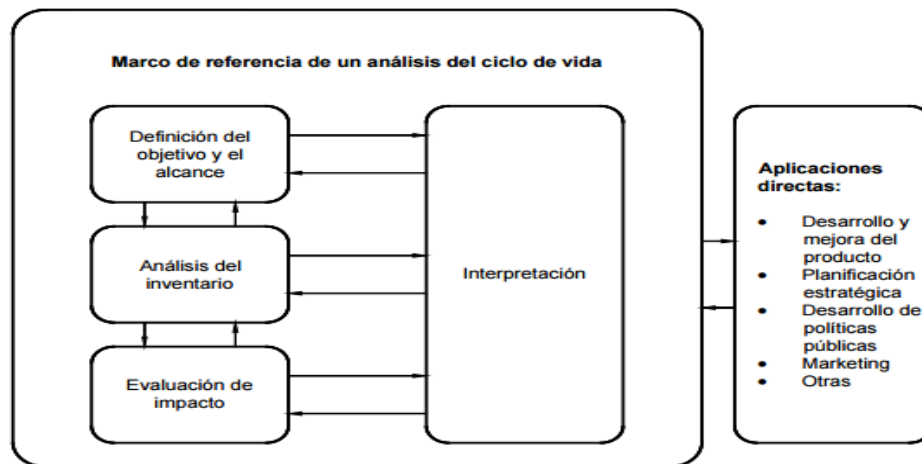 Marco de referencia de un análisis del ciclo de vida
Definición del
objetivo y el
alcance
Análisis del
inventario
Evaluación de
impacto
Interpretación
Aplicaciones
directas:
• Desarrollo y
mejora del
producto
• Planificación
estratégica
• Desarrollo de
políticas
públicas
• Marketing
• Otras